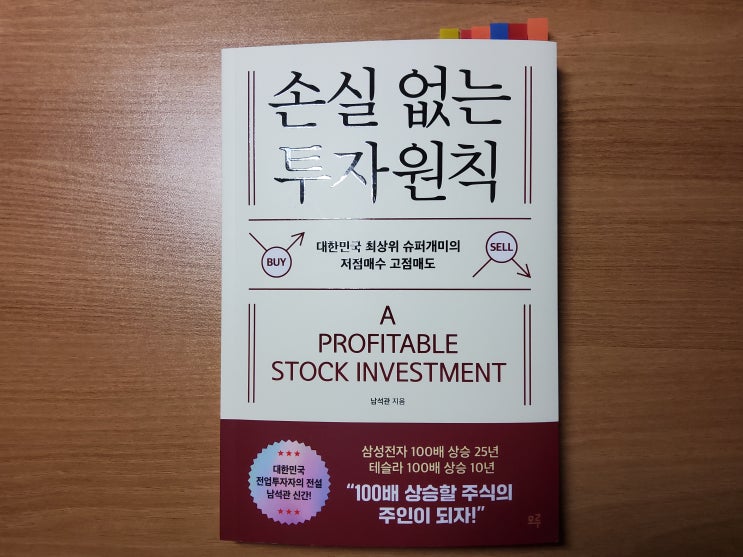 손실 없는
투자원칙
BUY
대한민국 최상위 슈퍼개미의
저점매수 고점매도
SELL
A
PROFITABLE
STOCK INVESTMENT
남석관 지음
대한민국
전업투자자의 전설
남석관 신간!
삼성전자 100배 상승 25년
테슬라 100배 상승 10년
“100배 상승할 주식의
주인이 되자!”
모루